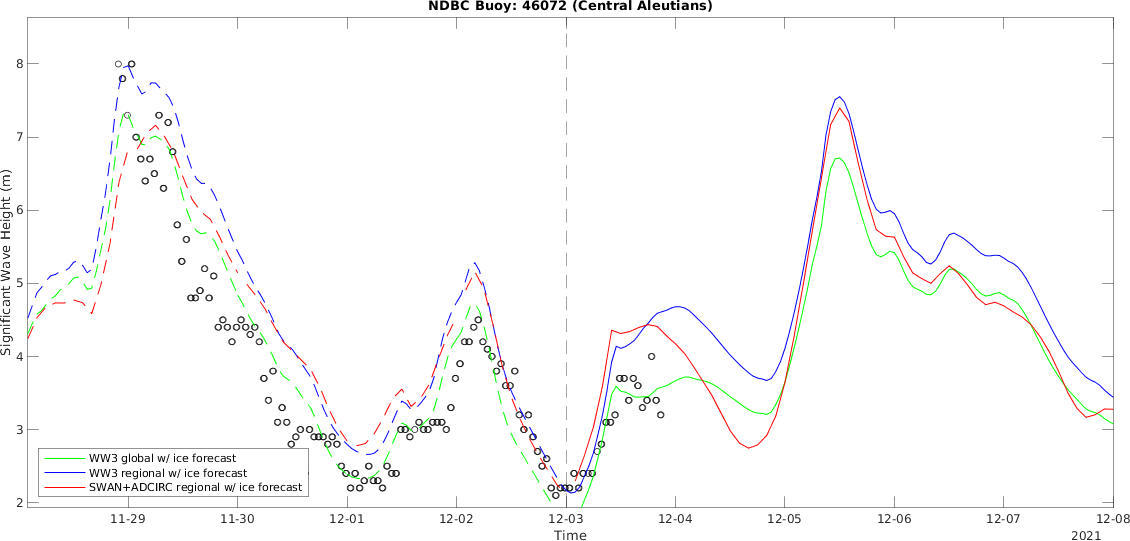 NDBC Buoy: 46072 (Central Aleutians)
Significant Wave Height (m)
8
7
6
5
4
3
2
WW3 global w/ ice forecast
WW3 regional w/ ice forecast
SWAN+ADCIRC regional w/ ice forecast
11-29 11-30 12-01 12-02 12-03 12-04 12-05 12-06 12-07 12-08
Time
2021